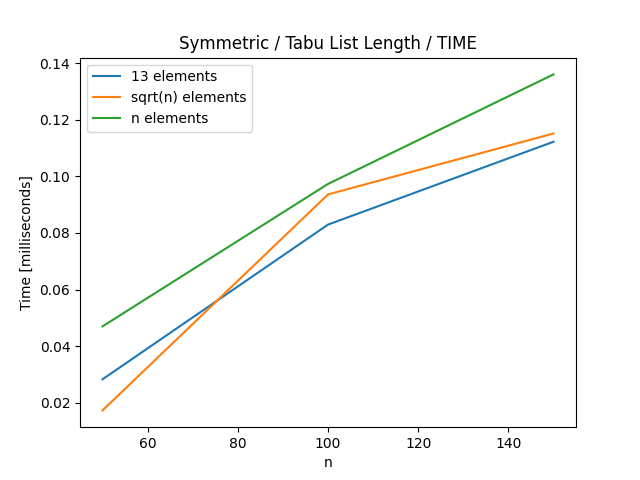 Symmetric / Tabu List Length / TIME
13 elements
sqrt(n) elements
n elements
Time [milliseconds]
0.14
0.12
0.10
0.08
0.06
0.04
0.02
60 80 100 120 140
n